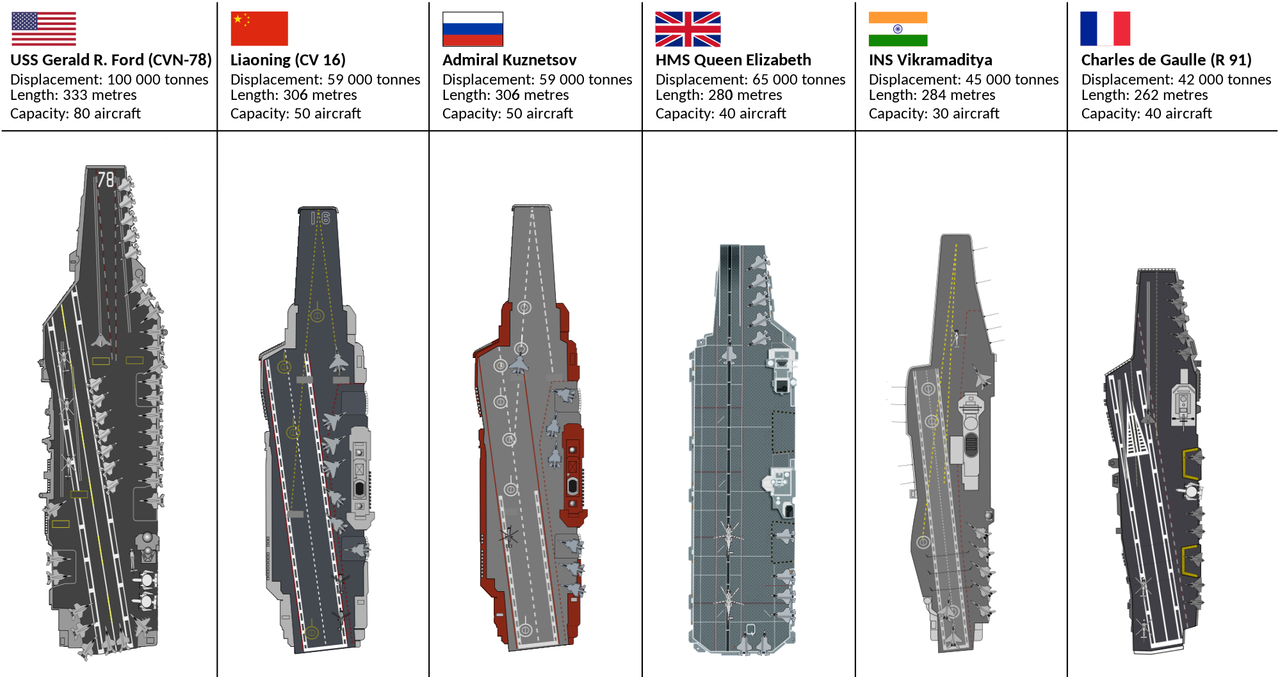 USS Gerald R. Ford (CVN-78)
Displacement: 100 000 tonnes
Length: 333 metres
Capacity: 80 aircraft
Liaoning (CV 16)
Displacement: 59 000 tonnes
Length: 306 metres
Capacity: 50 aircraft
Admiral Kuznetsov
Displacement: 59 000 tonnes
Length: 306 metres
Capacity: 50 aircraft
HMS Queen Elizabeth
Displacement: 65 000 tonnes
Length: 280 metres
Capacity: 40 aircraft
INS Vikramaditya
Displacement: 45 000 tonnes
Length: 284 metres
Capacity: 30 aircraft
Charles de Gaulle (R 91)
Displacement: 42 000 tonnes
Length: 262 metres
Capacity: 40 aircraft
78
16